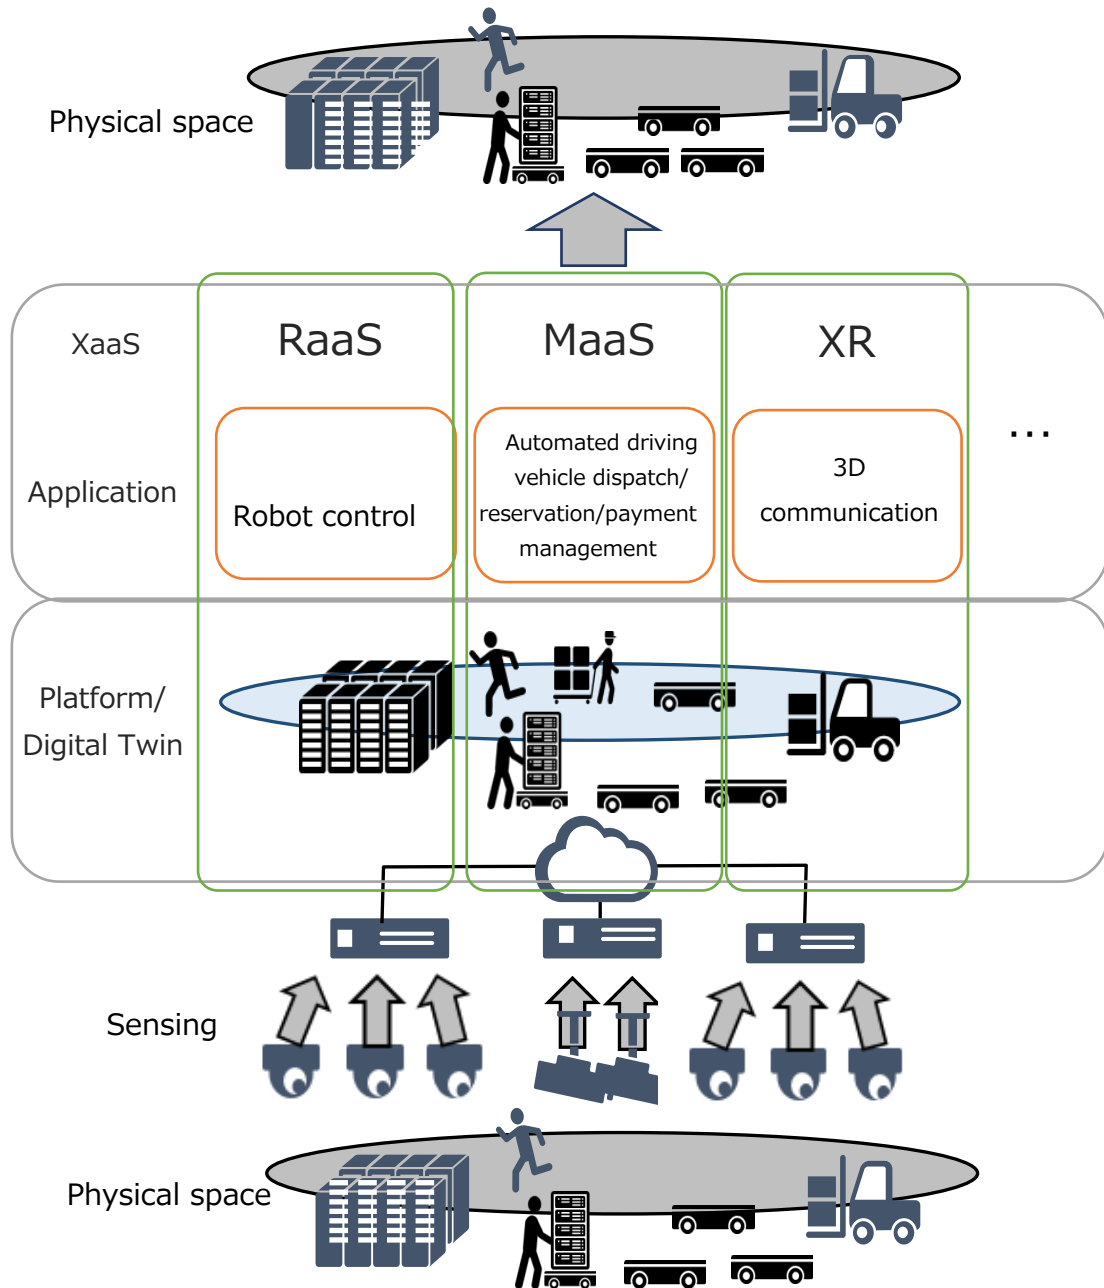 Physical space
XaaS
RaaS
MaaS
XR
Application
Robot control
Automated driving
vehicle dispatch/
reservation/payment
management
3D
communication
...
Platform/
Digital Twin
Sensing
Physical space